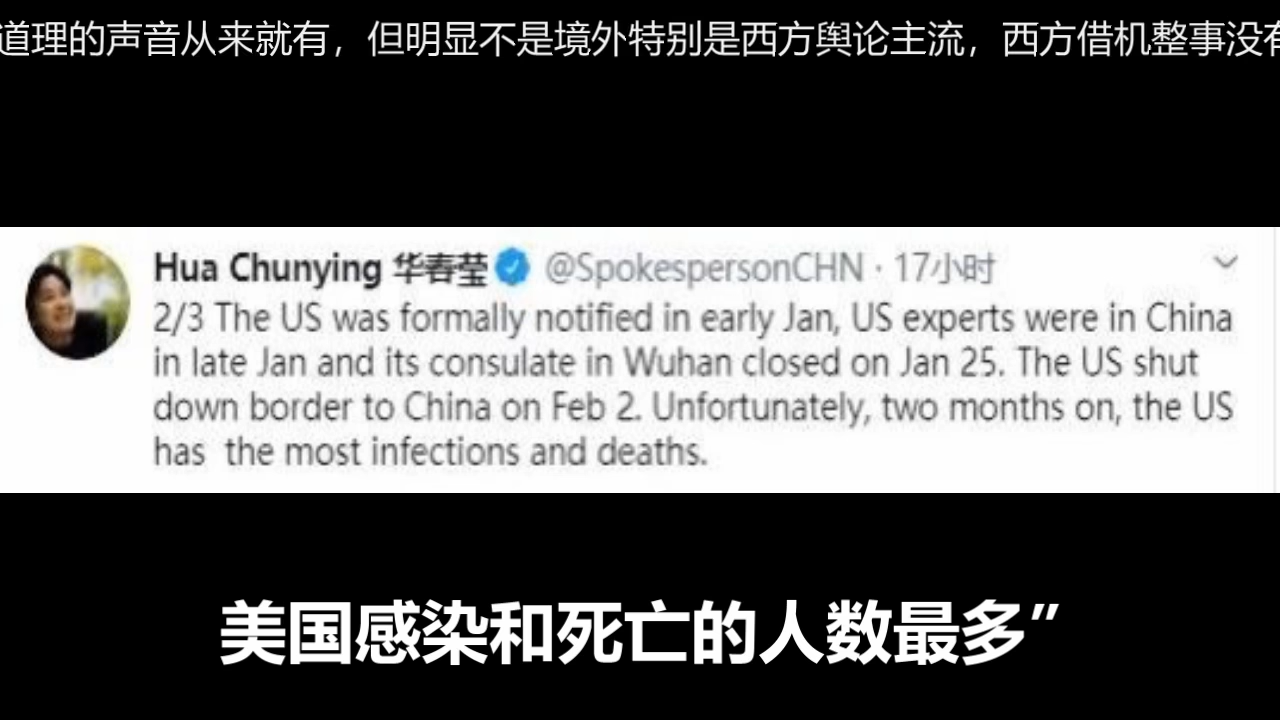 道理的声音从来就有，但明显不是境外特别是西方舆论主流，西方借机整事没有
Hua Chunying 华春莹 @SpokespersonCHN · 17小时
2/3 The US was formally notified in early Jan, US experts were in China
in late Jan and its consulate in Wuhan closed on Jan 25. The US shut
down border to China on Feb 2. Unfortunately, two months on, the US
has the most infections and deaths.
美国感染和死亡的人数最多”